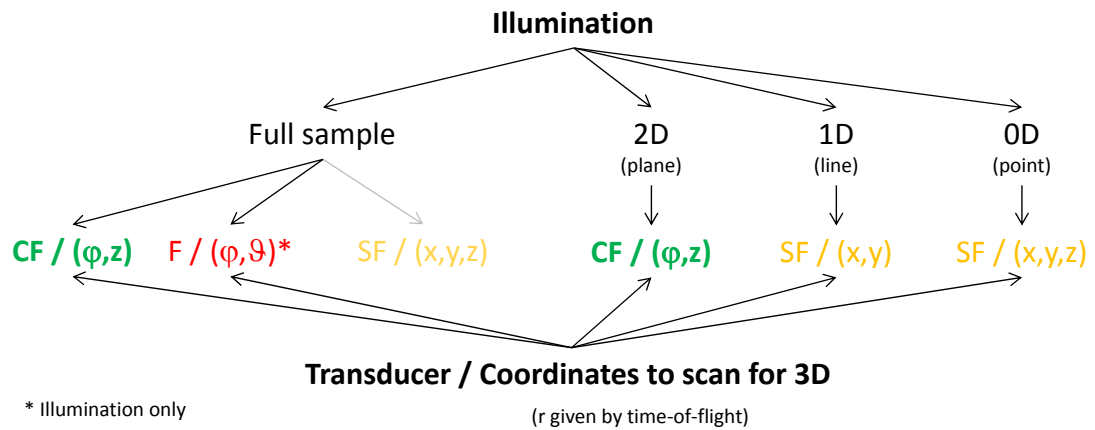 Illumination
Full sample 2D 1D 0D
(plane) (line) (point)
CF / (φ,z) F / (φ,ϑ)* SF / (x,y,z) CF / (φ,z) SF / (x,y) SF / (x,y,z)
Transducer / Coordinates to scan for 3D
* Illumination only (r given by time-of-flight)